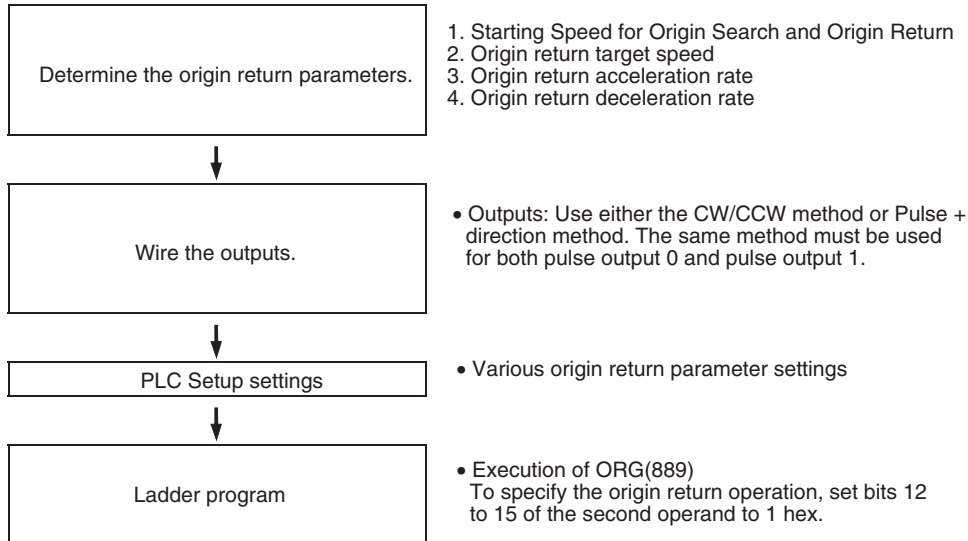 Determine the origin return parameters.
1. Starting Speed for Origin Search and Origin Return
2. Origin return target speed
3. Origin return acceleration rate
4. Origin return deceleration rate
Wire the outputs.
• Outputs: Use either the CW/CCW method or Pulse +
direction method. The same method must be used
for both pulse output 0 and pulse output 1.
PLC Setup settings
• Various origin return parameter settings
Ladder program
• Execution of ORG(889)
To specify the origin return operation, set bits 12
to 15 of the second operand to 1 hex.